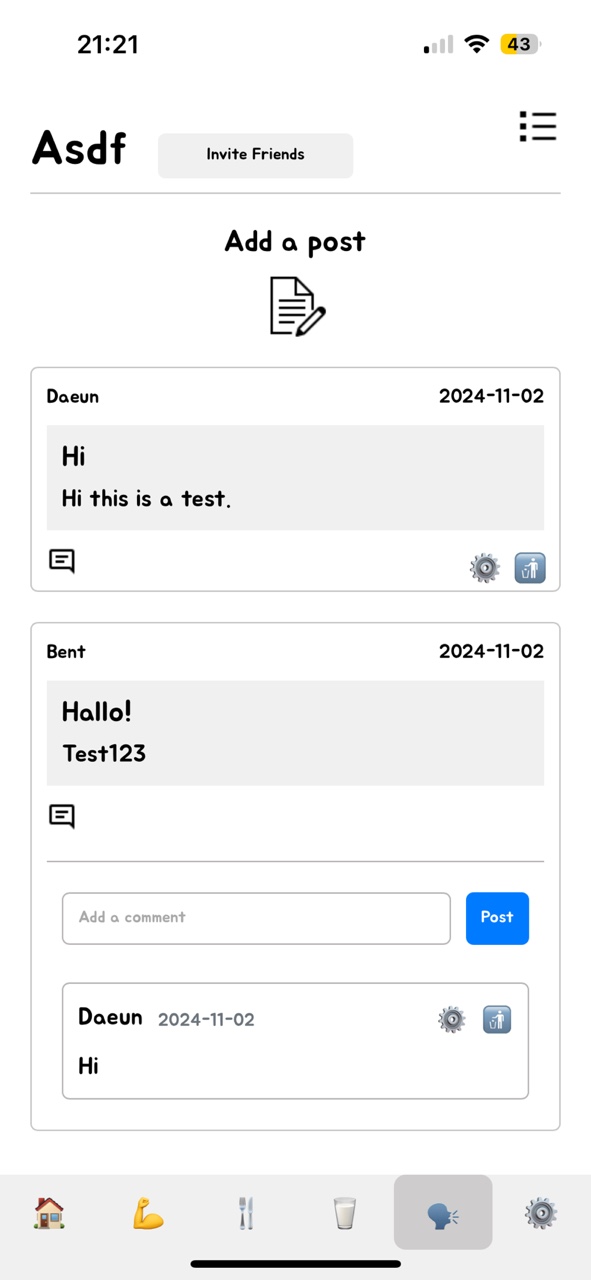 21:21
43
Asdf
Invite Friends
Add a post
Daeun 2024-11-02
Hi
Hi this is a test.
Bent 2024-11-02
Hallo!
Test123
Add a comment
Post
Daeun 2024-11-02
Hi